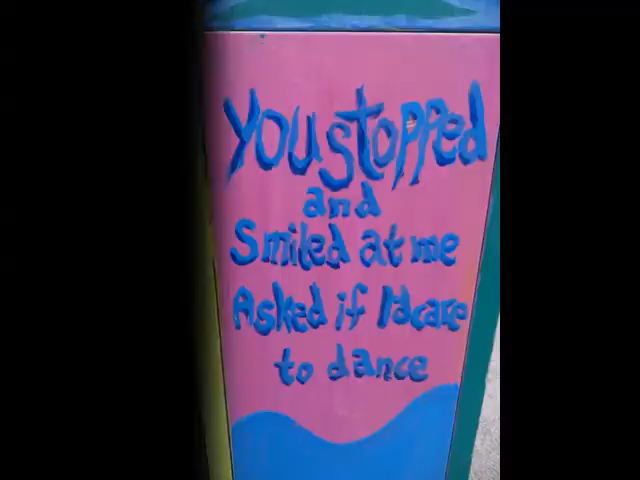 You stopped
and
Smiled at me
Asked if I'd care
to dance